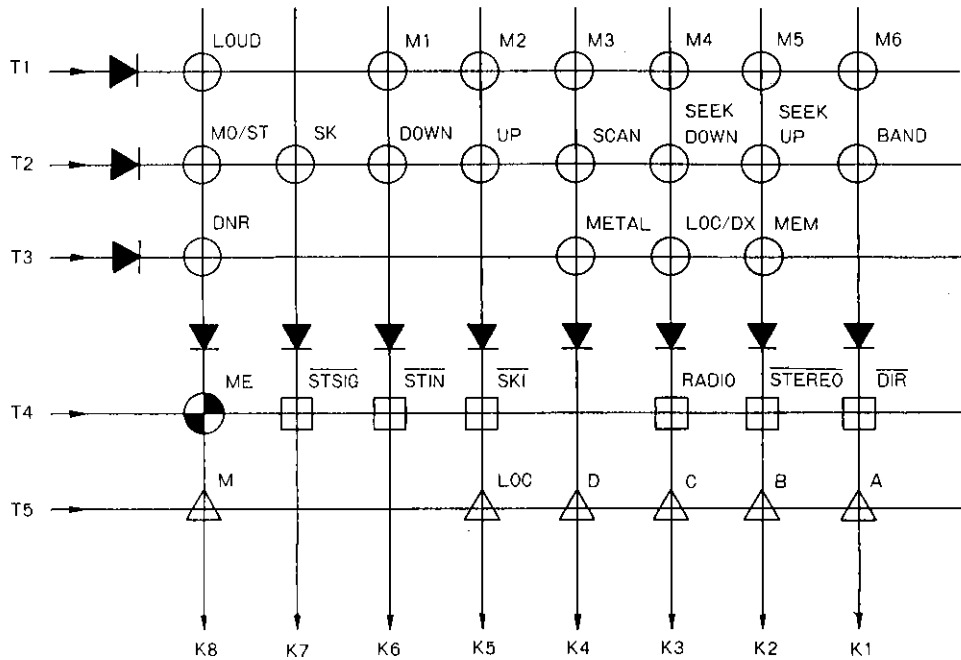 LOUD M1 M2 M3 M4 M5 M6
T1
MO/ST SK DOWN UP SCAN SEEK DOWN SEEK UP BAND
T2
DNR METAL LOC/DX MEM
T3
ME STSIG STIN SKI RADIO STEREO DIR
T4
M LOC D C B A
T5
K8 K7 K6 K5 K4 K3 K2 K1